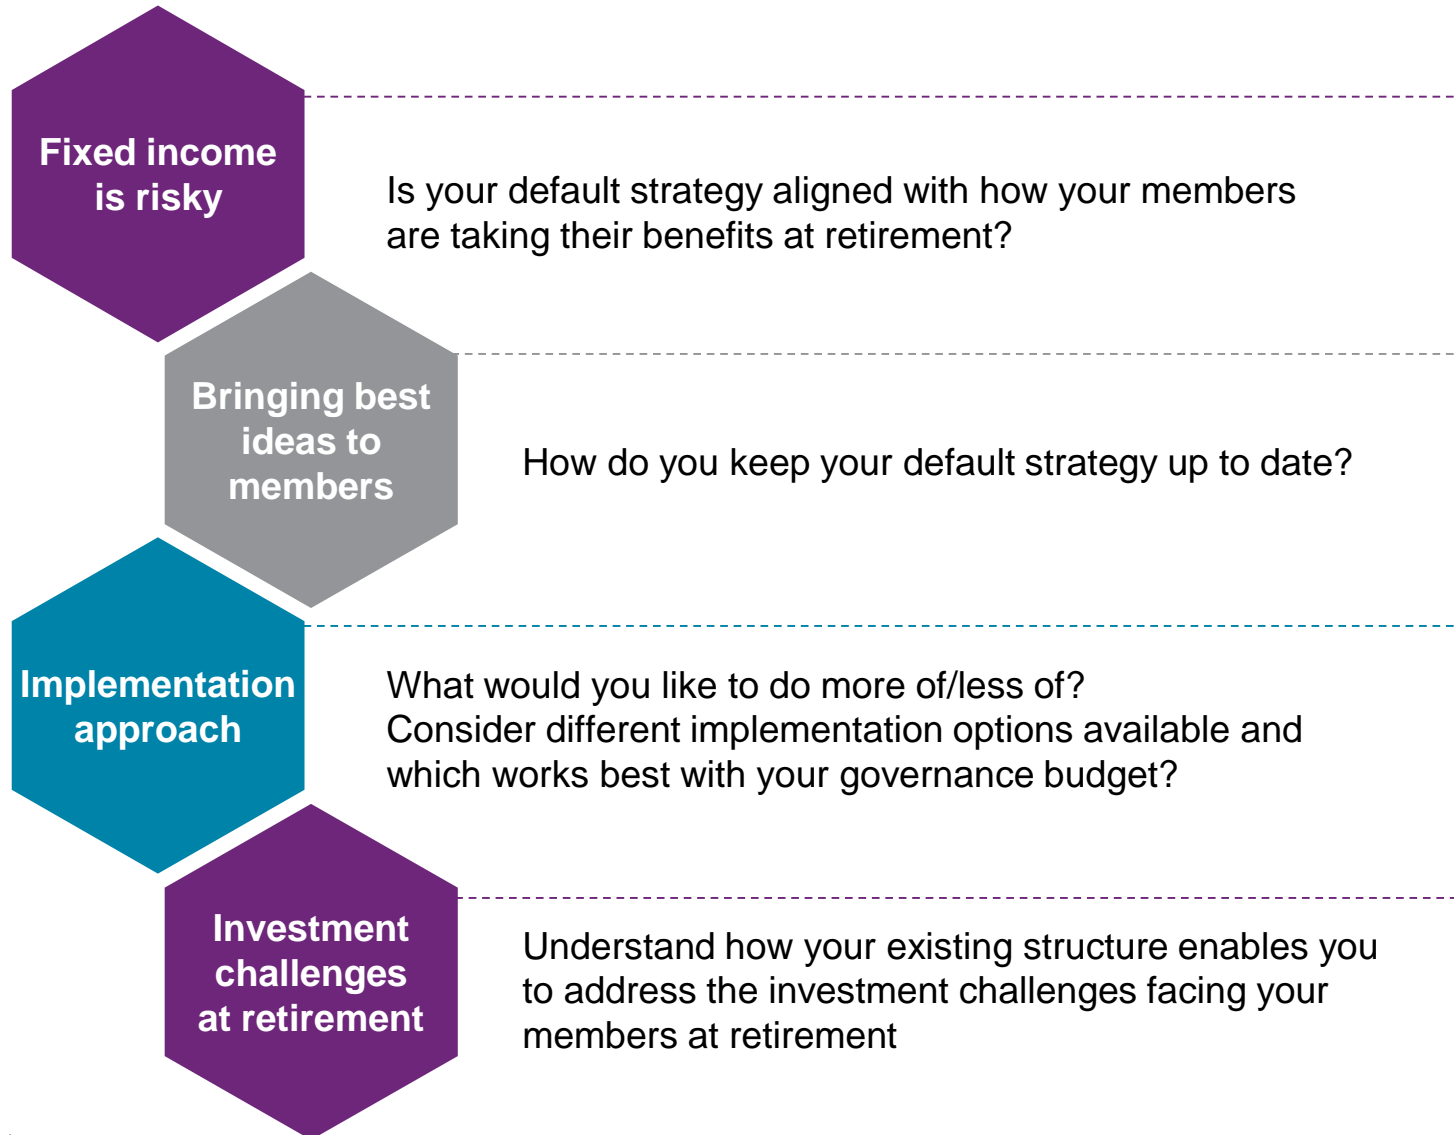 Fixed income
is risky
Is your default strategy aligned with how your members
are taking their benefits at retirement?
Bringing best
ideas to
members
How do you keep your default strategy up to date?
Implementation
approach
What would you like to do more of/less of?
Consider different implementation options available and
which works best with your governance budget?
Investment
challenges
at retirement
Understand how your existing structure enables you
to address the investment challenges facing your
members at retirement